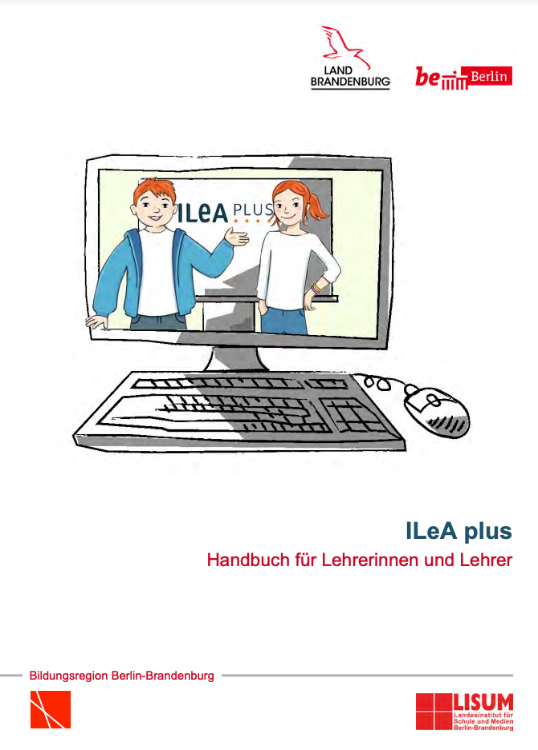 LAND
BRANDENBURG
be Berlin
ILeA PLUS
ILeA plus
Handbuch für Lehrerinnen und Lehrer
Bildungsregion Berlin-Brandenburg
LISUM
Landesinstitut für
Schule und Medien
Berlin-Brandenburg